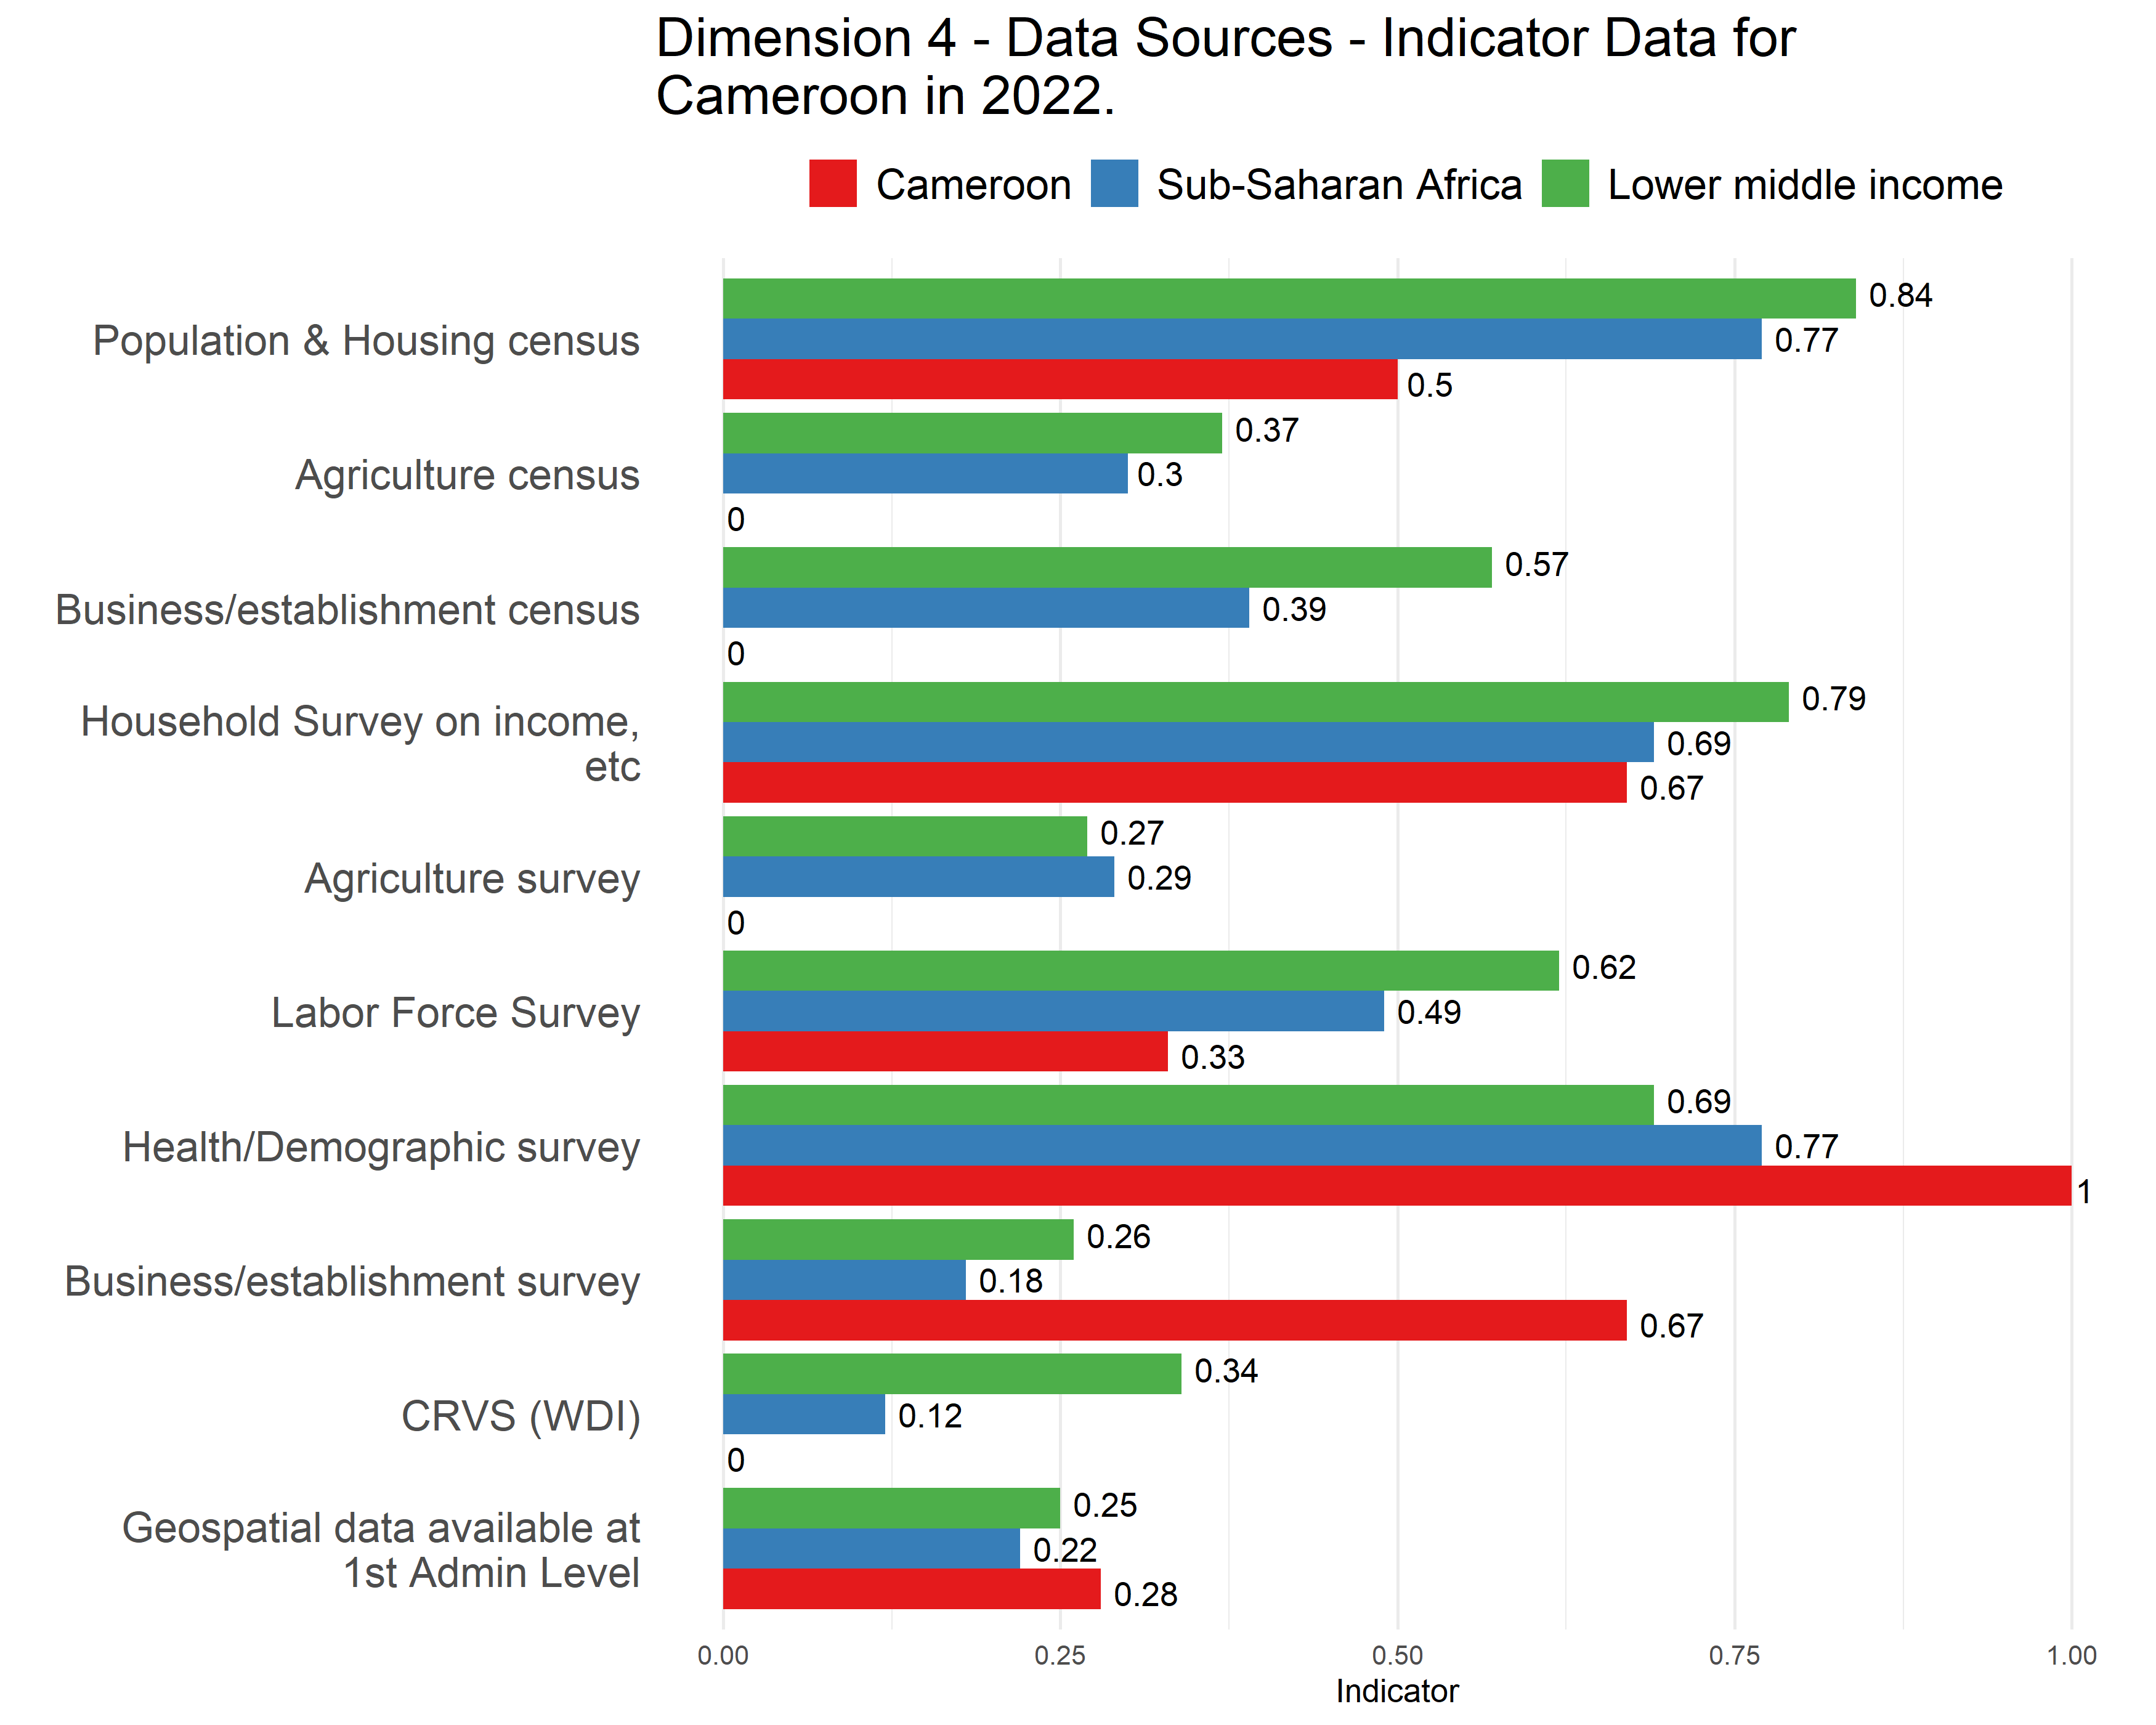 Dimension 4 - Data Sources - Indicator Data for
Cameroon in 2022.
Cameroon
Sub-Saharan Africa
Lower middle income
Population & Housing census
0.84
0.77
0.5
Agriculture census
0.37
0.3
0
Business/establishment census
0.57
0.39
0
Household Survey on income,
etc
0.79
0.69
0.67
Agriculture survey
0.27
0.29
0
Labor Force Survey
0.62
0.49
0.33
Health/Demographic survey
0.69
0.77
1
Business/establishment survey
0.26
0.18
0.67
CRVS (WDI)
0.34
0.12
0
Geospatial data available at
1st Admin Level
0.25
0.22
0.28
0.00
0.25
0.50
0.75
1.00
Indicator